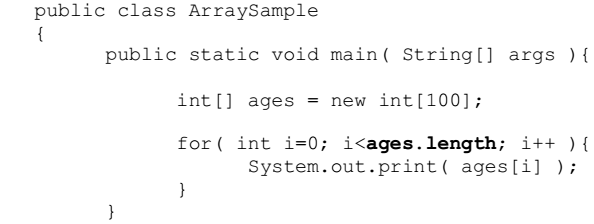 public class ArraySample
{
public static void main( String[] args ){
int[] ages = new int[100];
for( int i=0; i<ages.length; i++ ){
System.out.print( ages[i] );
}
}